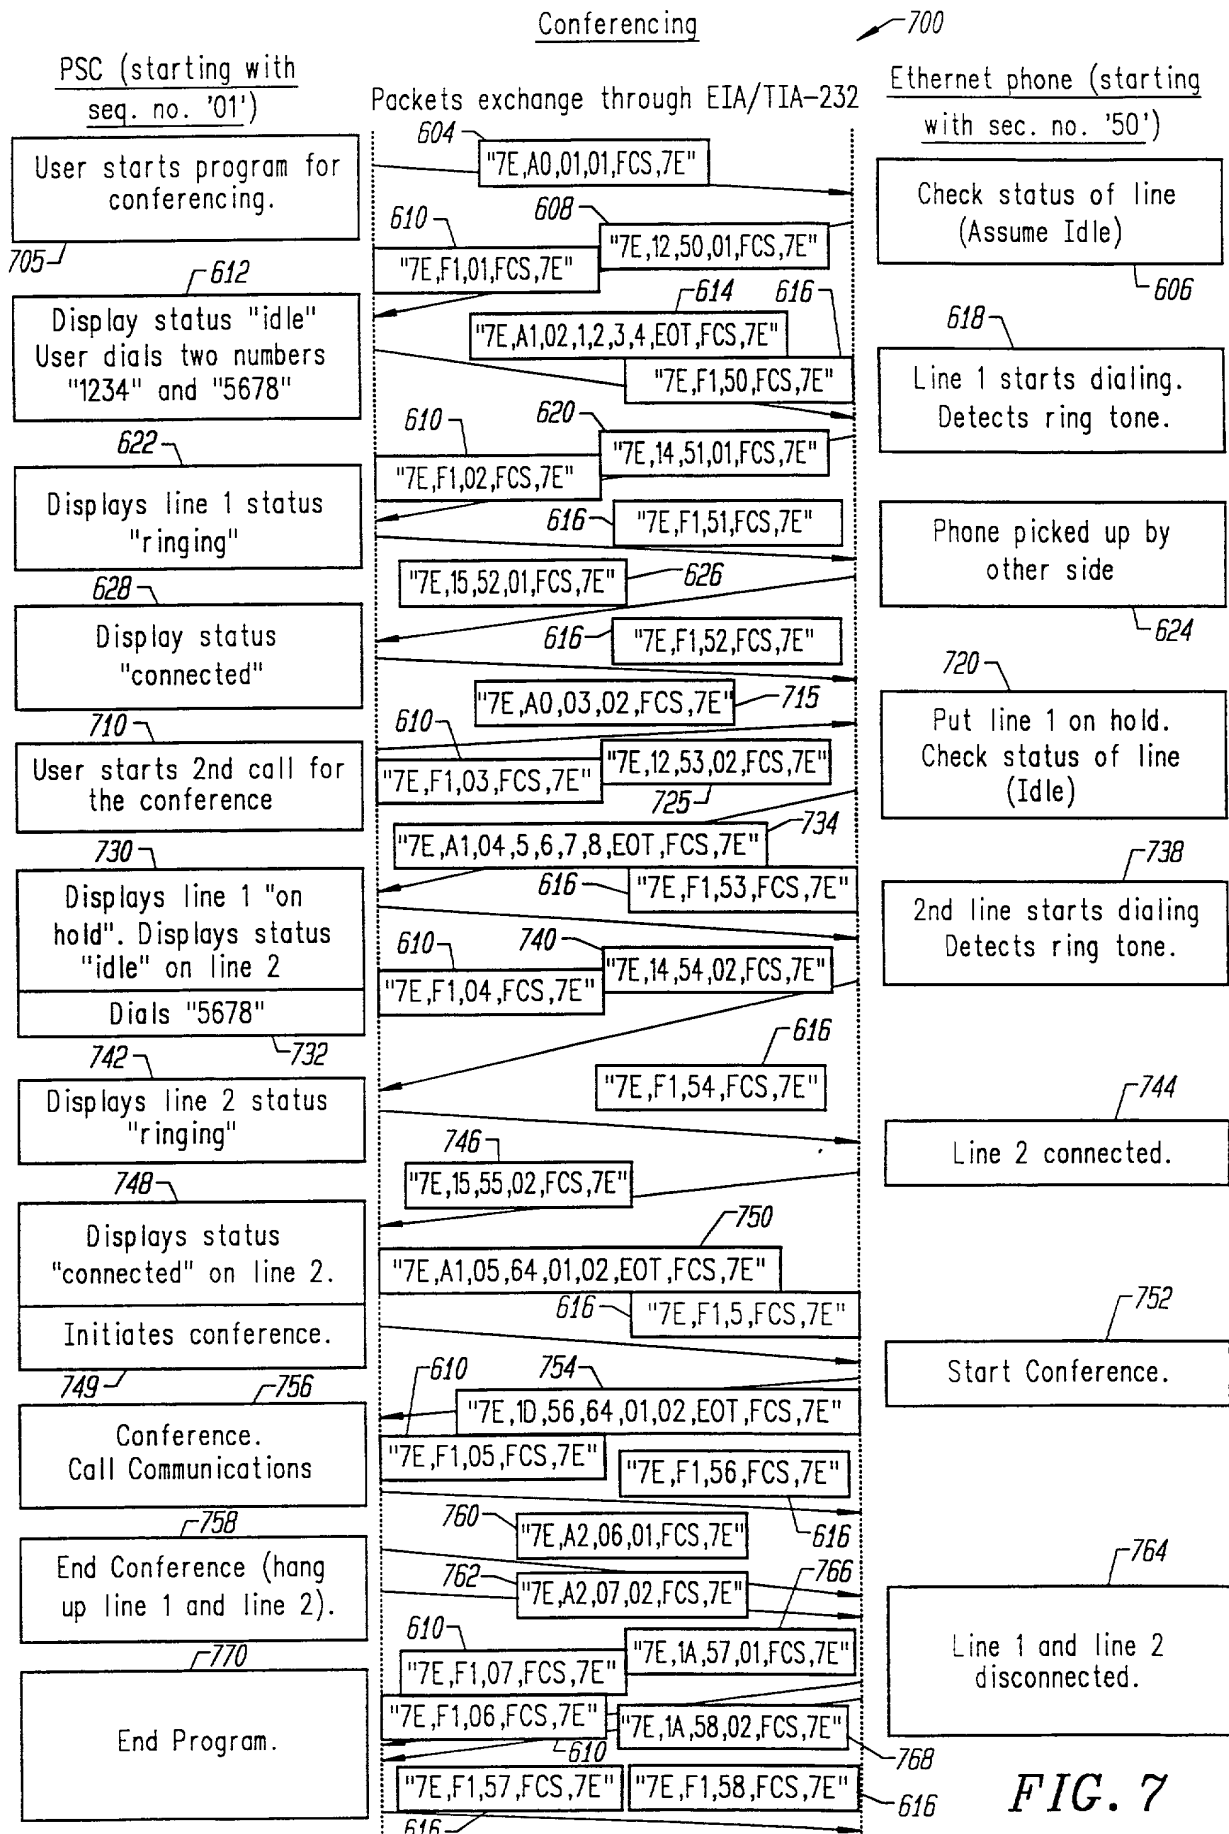 Conferencing
700
PSC (starting with
seq. no. '01')
Packets exchange through EIA/TIA-232
Ethernet phone (starting
with sec. no. '50')
604
"7E,A0,01,01,FCS,7E"
User starts program for
conferencing.
705
Check status of line
(Assume Idle)
606
608
"7E,12,50,01,FCS,7E"
610
"7E,F1,01,FCS,7E"
612
Display status "idle"
User dials two numbers
"1234" and "5678"
614
"7E,A1,02,1,2,3,4,EOT,FCS,7E"
616
"7E,F1,50,FCS,7E"
618
Line 1 starts dialing.
Detects ring tone.
620
"7E,14,51,01,FCS,7E"
610
"7E,F1,02,FCS,7E"
622
Displays line 1 status
"ringing"
616
"7E,F1,51,FCS,7E"
Phone picked up by
other side
624
"7E,15,52,01,FCS,7E"
626
628
Display status
"connected"
616
"7E,F1,52,FCS,7E"
"7E,A0,03,02,FCS,7E"
715
720
Put line 1 on hold.
Check status of line
(Idle)
710
User starts 2nd call for
the conference
610
"7E,F1,03,FCS,7E"
"7E,12,53,02,FCS,7E"
725
"7E,A1,04,5,6,7,8,EOT,FCS,7E"
734
730
Displays line 1 "on
hold". Displays status
"idle" on line 2
Dials "5678"
732
616
"7E,F1,53,FCS,7E"
738
2nd line starts dialing
Detects ring tone.
740
"7E,14,54,02,FCS,7E"
610
"7E,F1,04,FCS,7E"
742
Displays line 2 status
"ringing"
616
"7E,F1,54,FCS,7E"
744
Line 2 connected.
746
"7E,15,55,02,FCS,7E"
748
Displays status
"connected" on line 2.
Initiates conference.
749
750
"7E,A1,05,64,01,02,EOT,FCS,7E"
616
"7E,F1,5,FCS,7E"
752
Start Conference.
754
"7E,1D,56,64,01,02,EOT,FCS,7E"
610
"7E,F1,05,FCS,7E"
756
Conference.
Call Communications
"7E,F1,56,FCS,7E"
616
758
End Conference (hang
up line 1 and line 2).
760
"7E,A2,06,01,FCS,7E"
762
"7E,A2,07,02,FCS,7E"
764
Line 1 and line 2
disconnected.
766
"7E,1A,57,01,FCS,7E"
610
"7E,F1,07,FCS,7E"
"7E,F1,06,FCS,7E"
610
"7E,1A,58,02,FCS,7E"
768
770
End Program.
"7E,F1,57,FCS,7E"
616
"7E,F1,58,FCS,7E"
616
FIG. 7